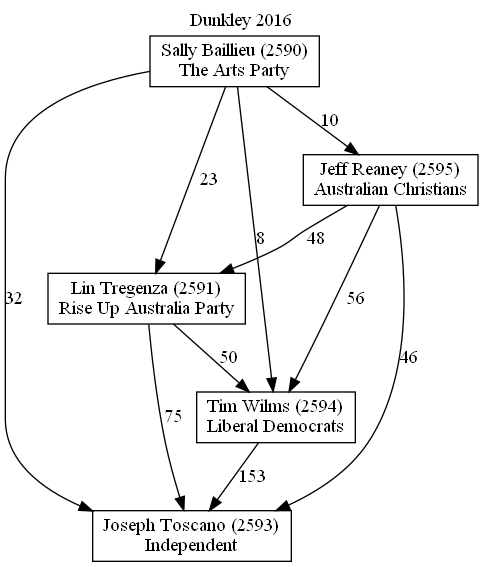 Dunkley 2016
Sally Baillieu (2590)
The Arts Party
10
Jeff Reaney (2595)
Australian Christians
23
8
48
Lin Tregenza (2591)
Rise Up Australia Party
32
56
50
46
Tim Wilms (2594)
Liberal Democrats
75
153
Joseph Toscano (2593)
Independent